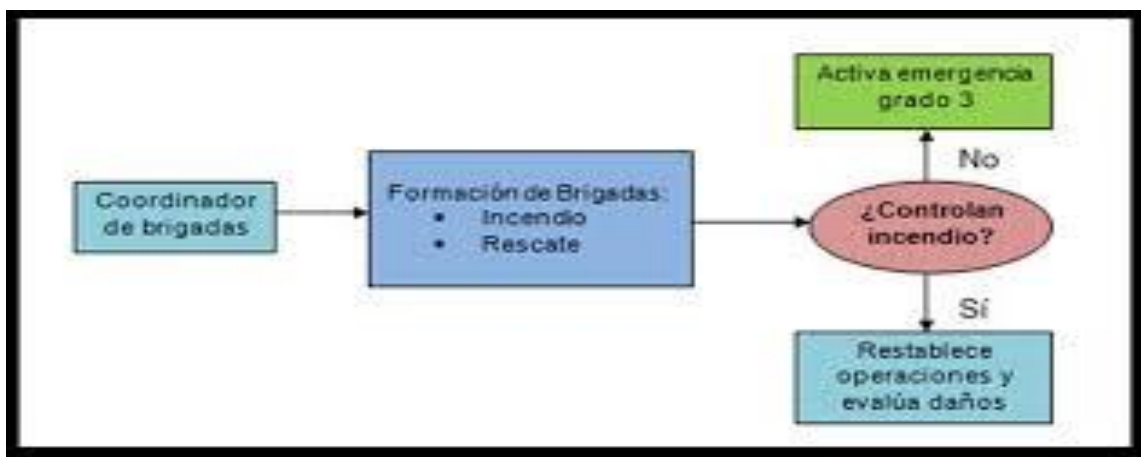 Coordinador
de brigadas
Formación de Brigadas:
• Incendio
• Rescate
¿Controlan
incendio?
No
Activa emergencia
grado 3
Sí
Restablece
operaciones y
evalúa daños